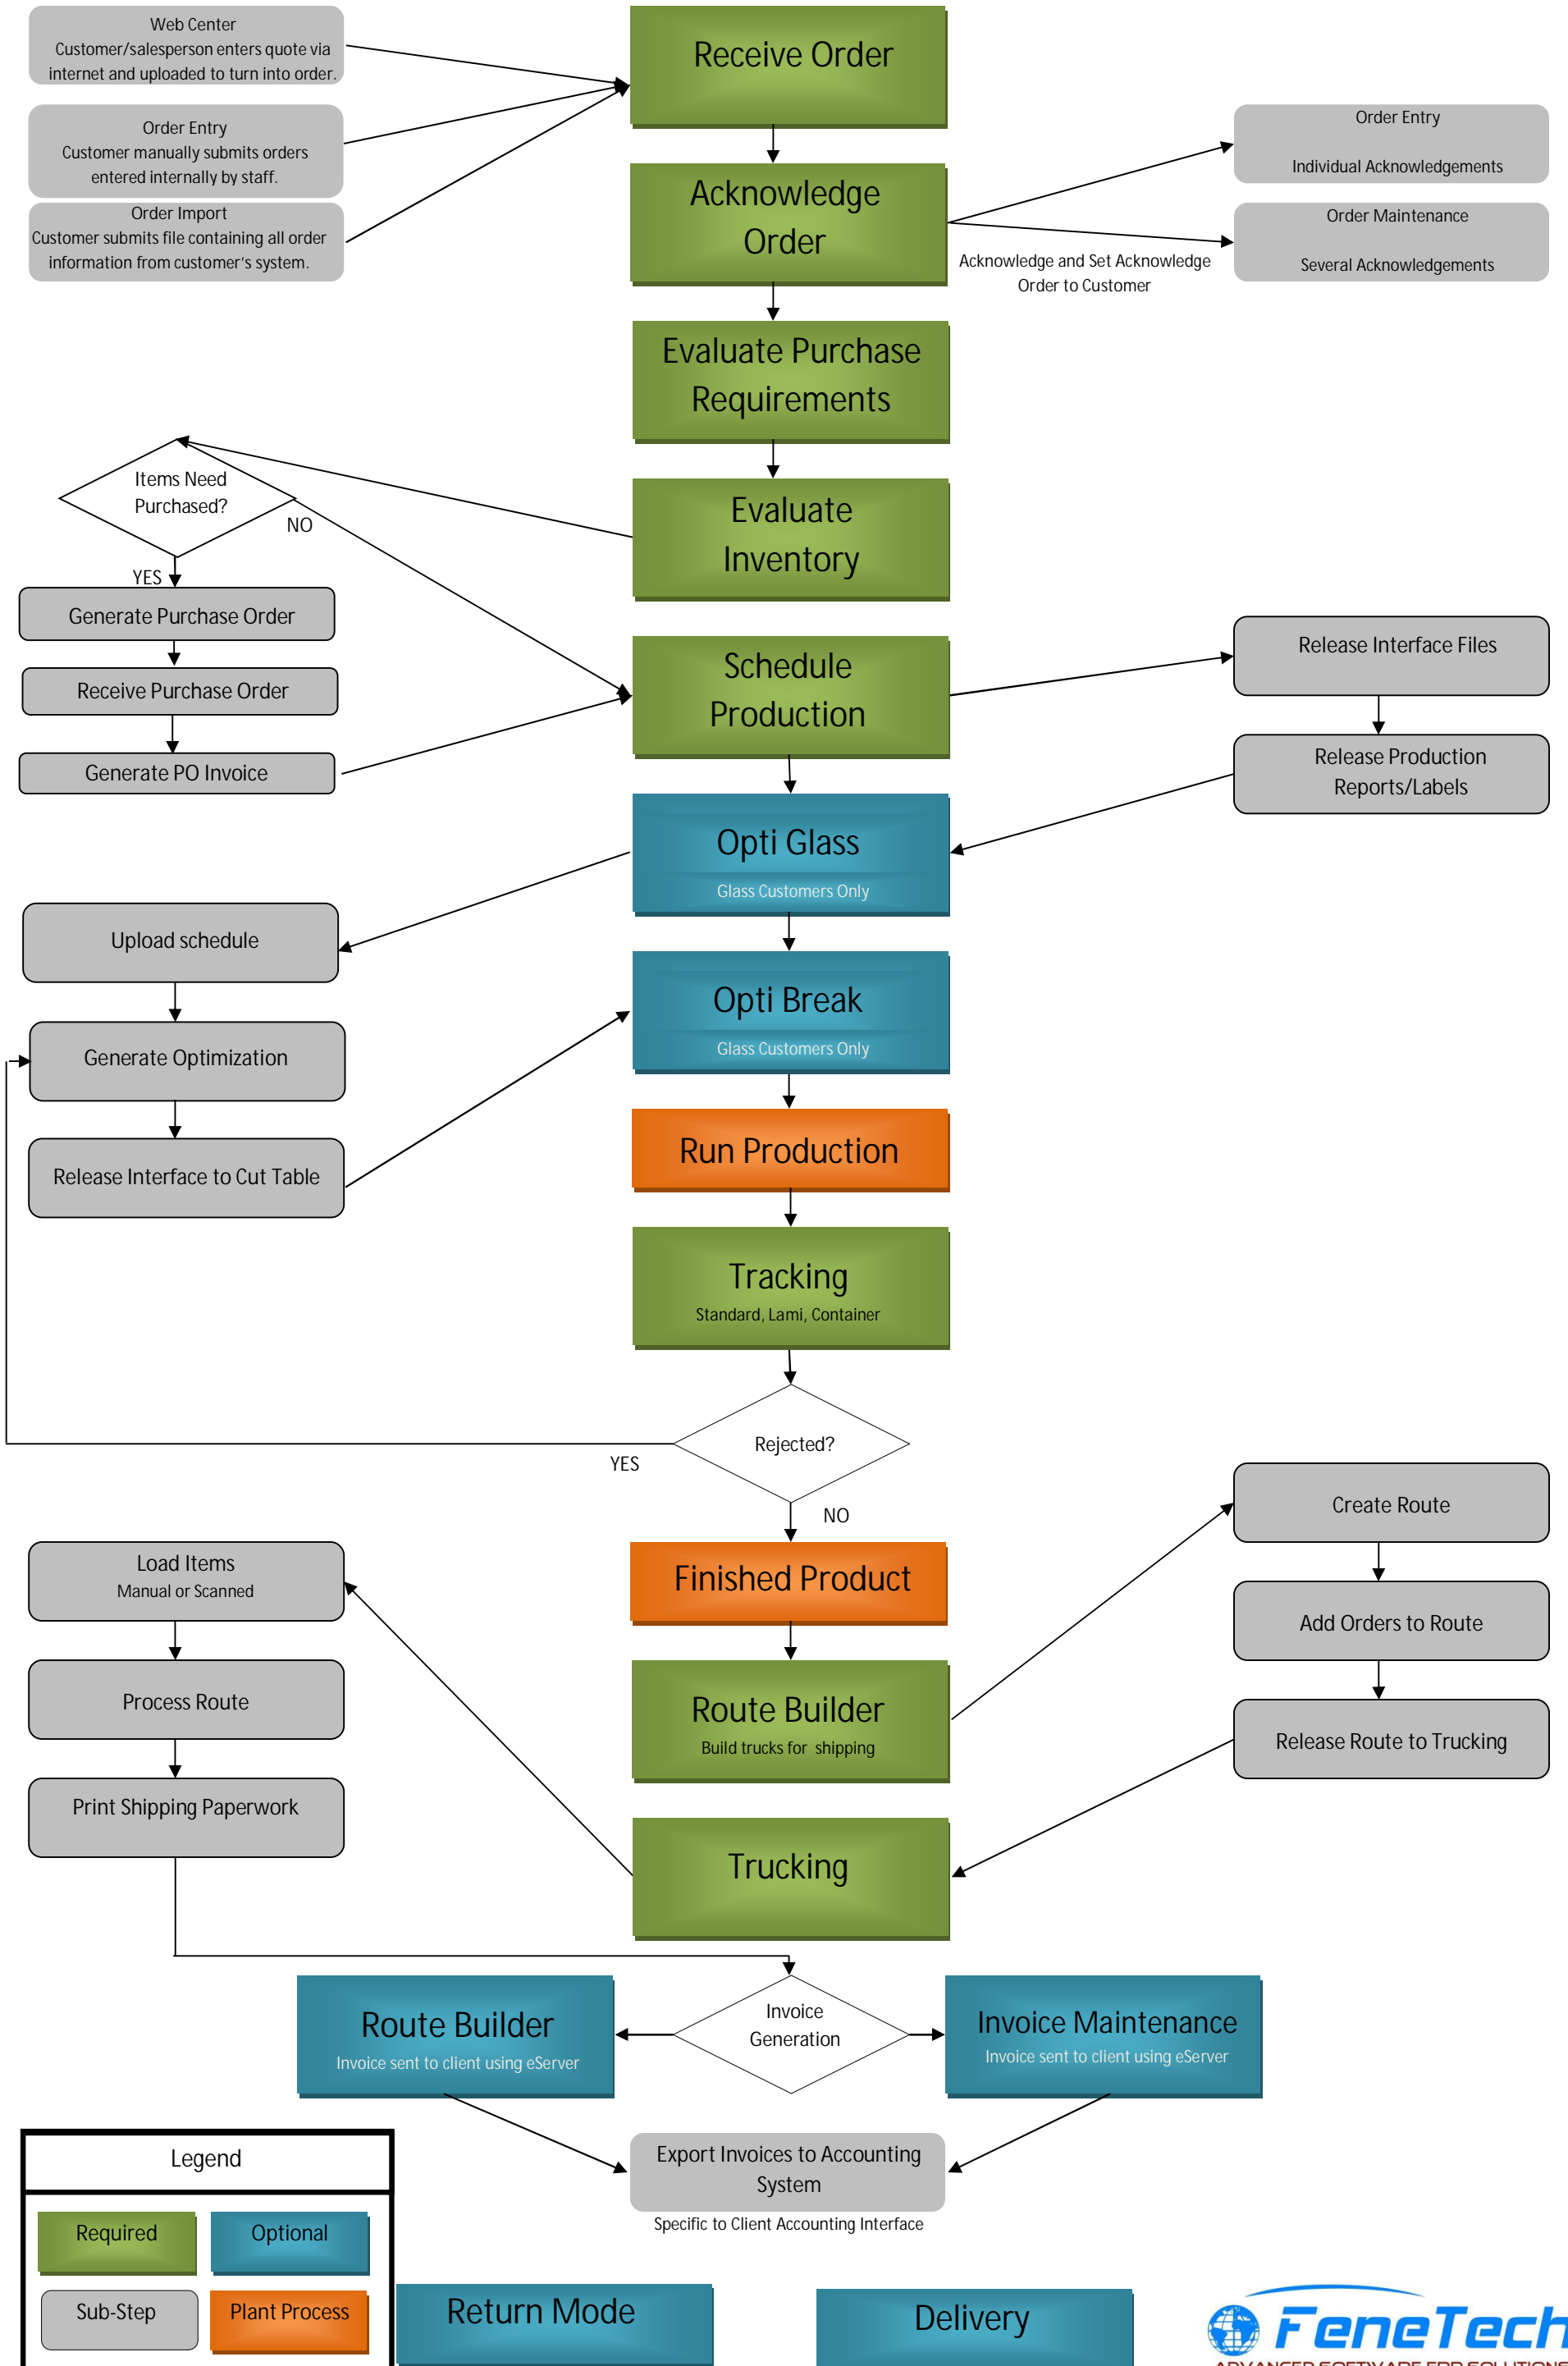 Web Center
Customer/salesperson enters quote via
internet and uploaded to turn into order.
Order Entry
Customer manually submits orders
entered internally by staff.
Order Import
Customer submits file containing all order
information from customer's system.
Receive Order
Acknowledge
Order
Order Entry
Individual Acknowledgements
Order Maintenance
Several Acknowledgements
Acknowledge and Set Acknowledge
Order to Customer
Evaluate Purchase
Requirements
Items Need
Purchased?
NO
YES
Evaluate
Inventory
Generate Purchase Order
Receive Purchase Order
Generate PO Invoice
Schedule
Production
Release Interface Files
Release Production
Reports/Labels
Opti Glass
Glass Customers Only
Upload schedule
Generate Optimization
Release Interface to Cut Table
Opti Break
Glass Customers Only
Run Production
Tracking
Standard, Lami, Container
Rejected?
YES
NO
Finished Product
Route Builder
Build trucks for shipping
Create Route
Add Orders to Route
Release Route to Trucking
Trucking
Load Items
Manual or Scanned
Process Route
Print Shipping Paperwork
Invoice
Generation
Route Builder
Invoice sent to client using eServer
Invoice Maintenance
Invoice sent to client using eServer
Export Invoices to Accounting
System
Specific to Client Accounting Interface
Legend
Required
Optional
Sub-Step
Plant Process
Return Mode
Delivery
FeneTech
ADVANCED SOFTWARE ERP SOLUTIONS